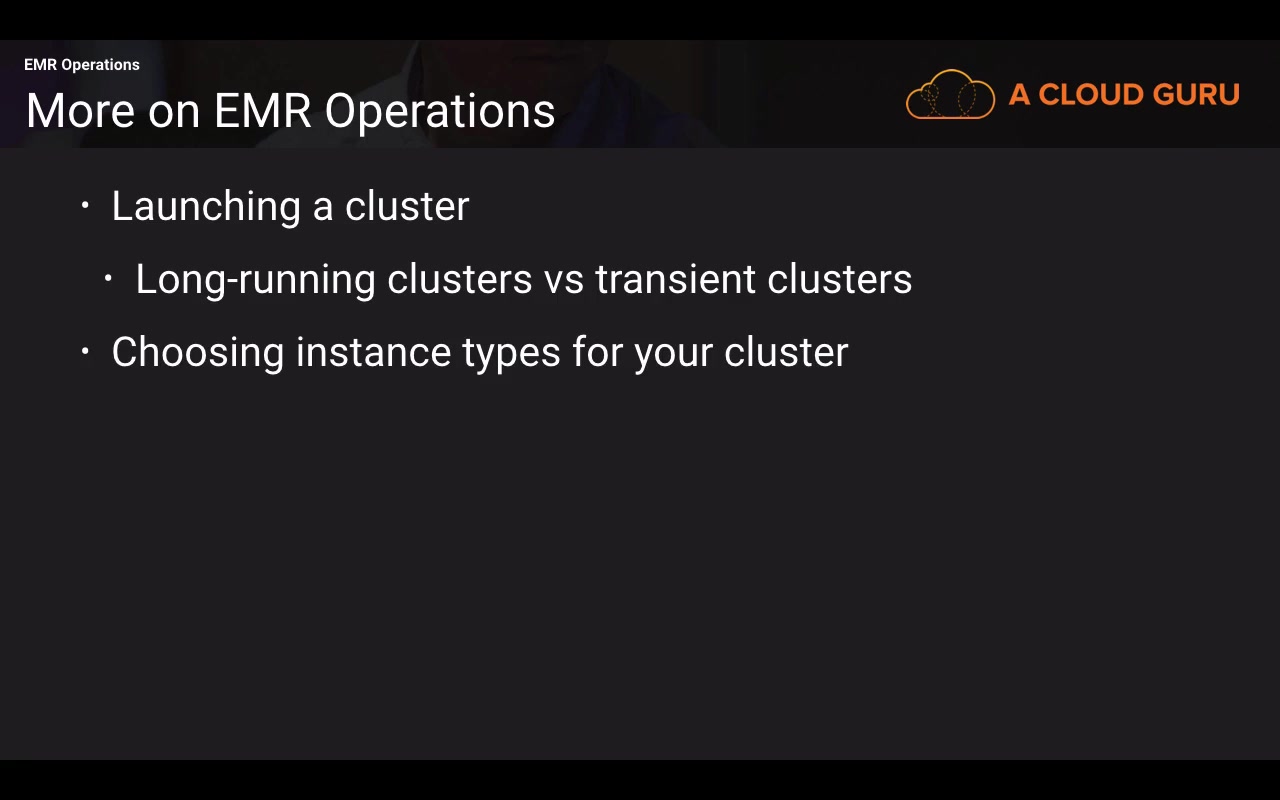 EMR Operations
More on EMR Operations
A CLOUD GURU
• Launching a cluster
• Long-running clusters vs transient clusters
• Choosing instance types for your cluster